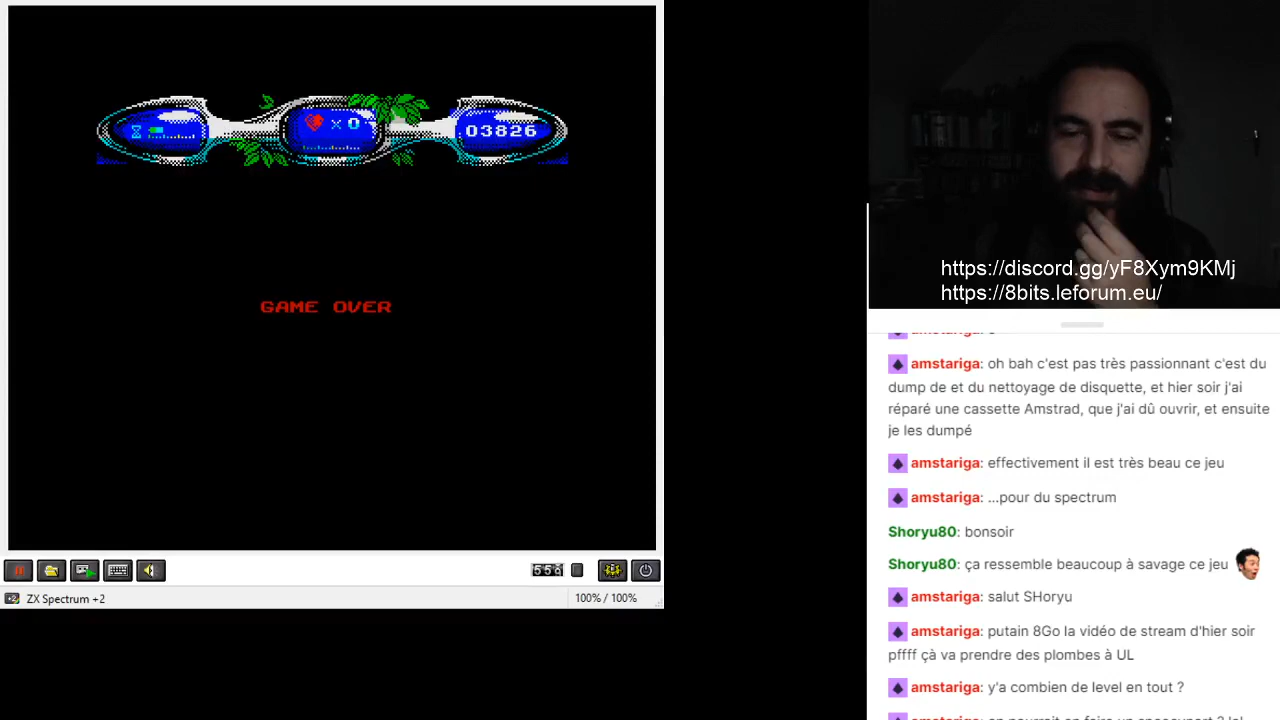 x 0
03826
GAME OVER
ZX Spectrum +2
100% / 100%
https://discord.gg/yF8Xym9KMj
https://8bits.leforum.eu/
amstariga: oh bah c'est pas très passionnant c'est du
dump de et du nettoyage de disquette, et hier soir j'ai
réparé une cassette Amstrad, que j'ai dû ouvrir, et ensuite
je les dumpé
amstariga: effectivement il est très beau ce jeu
amstariga: ...pour du spectrum
Shoryu80: bonsoir
Shoryu80: ça ressemble beaucoup à savage ce jeu
amstariga: salut SHoryu
amstariga: putain 8Go la vidéo de stream d'hier soir
pffff çà va prendre des plombes à UL
amstariga: y'a combien de level en tout ?